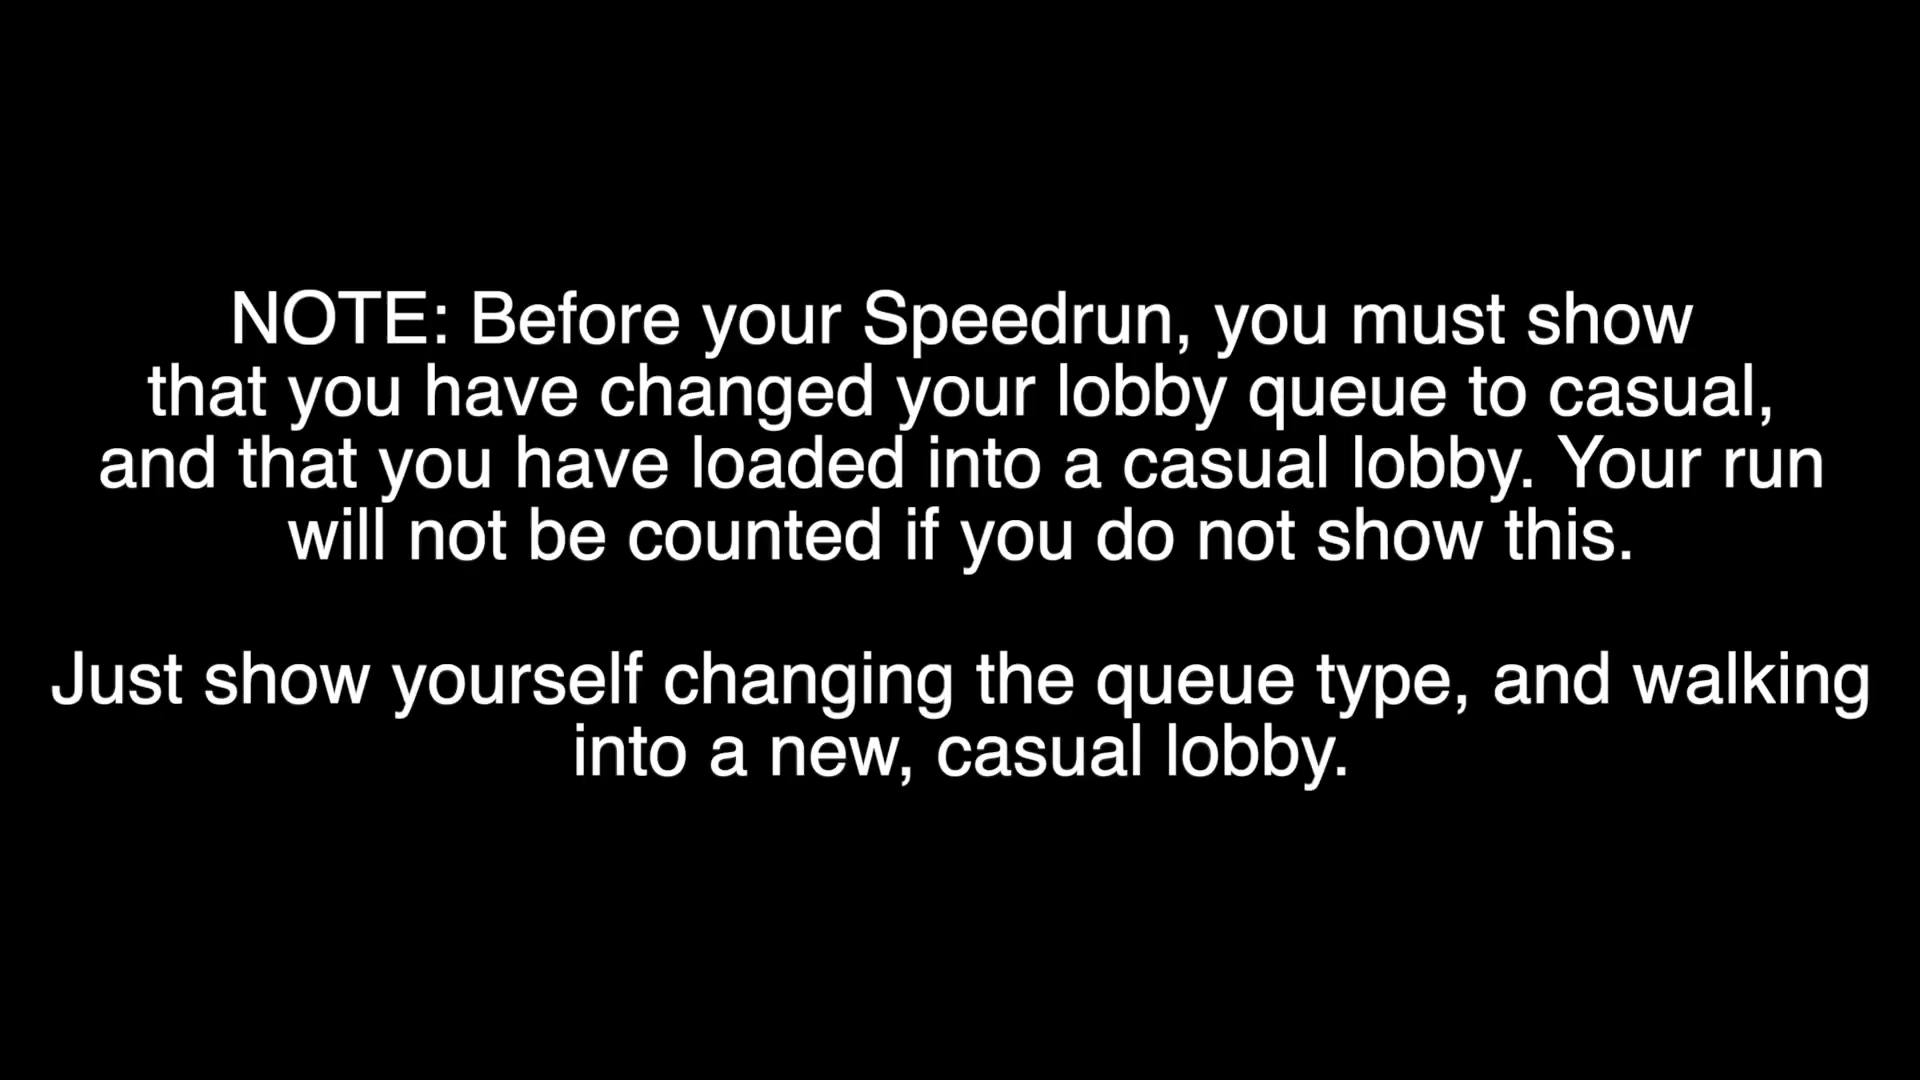 NOTE: Before your Speedrun, you must show
that you have changed your lobby queue to casual,
and that you have loaded into a casual lobby. Your run
will not be counted if you do not show this.
Just show yourself changing the queue type, and walking
into a new, casual lobby.